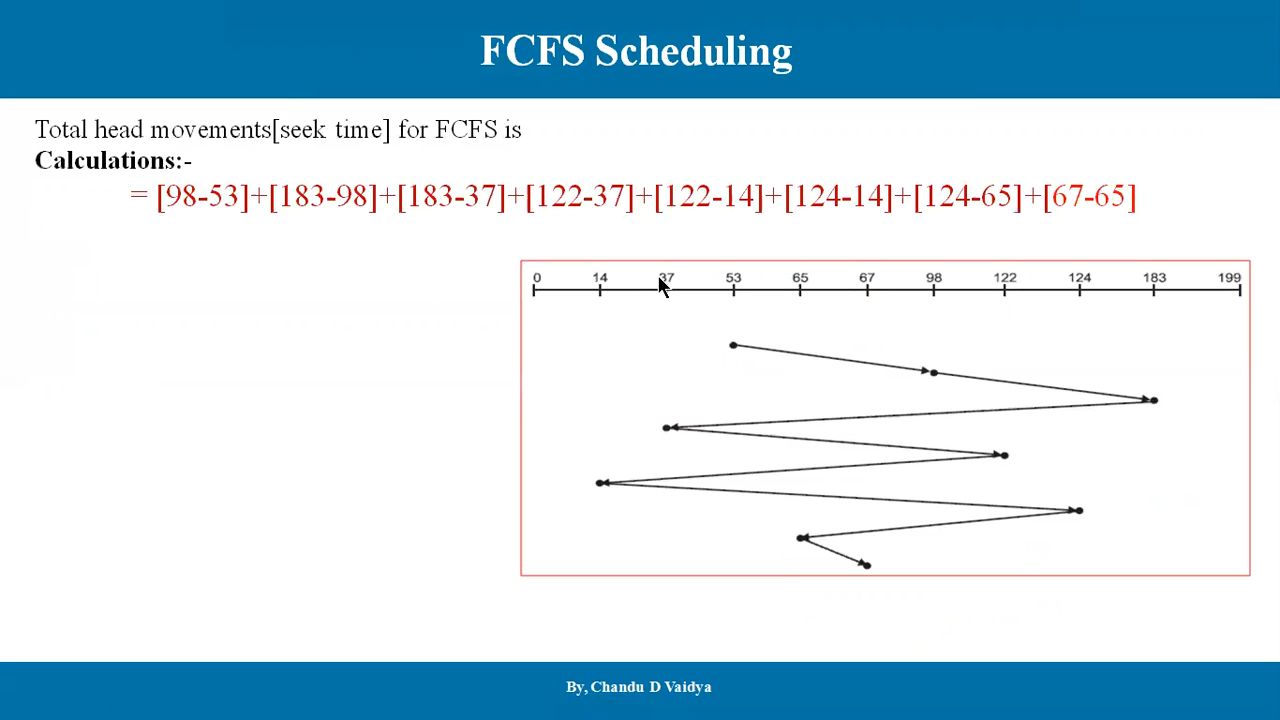 FCFS Scheduling
Total head movements[seek time] for FCFS is
Calculations:-
= [98-53]+[183-98]+[183-37]+[122-37]+[122-14]+[124-14]+[124-65]+[67-65]
0 14 37 53 65 67 98 122 124 183 199
By, Chandu D Vaidya